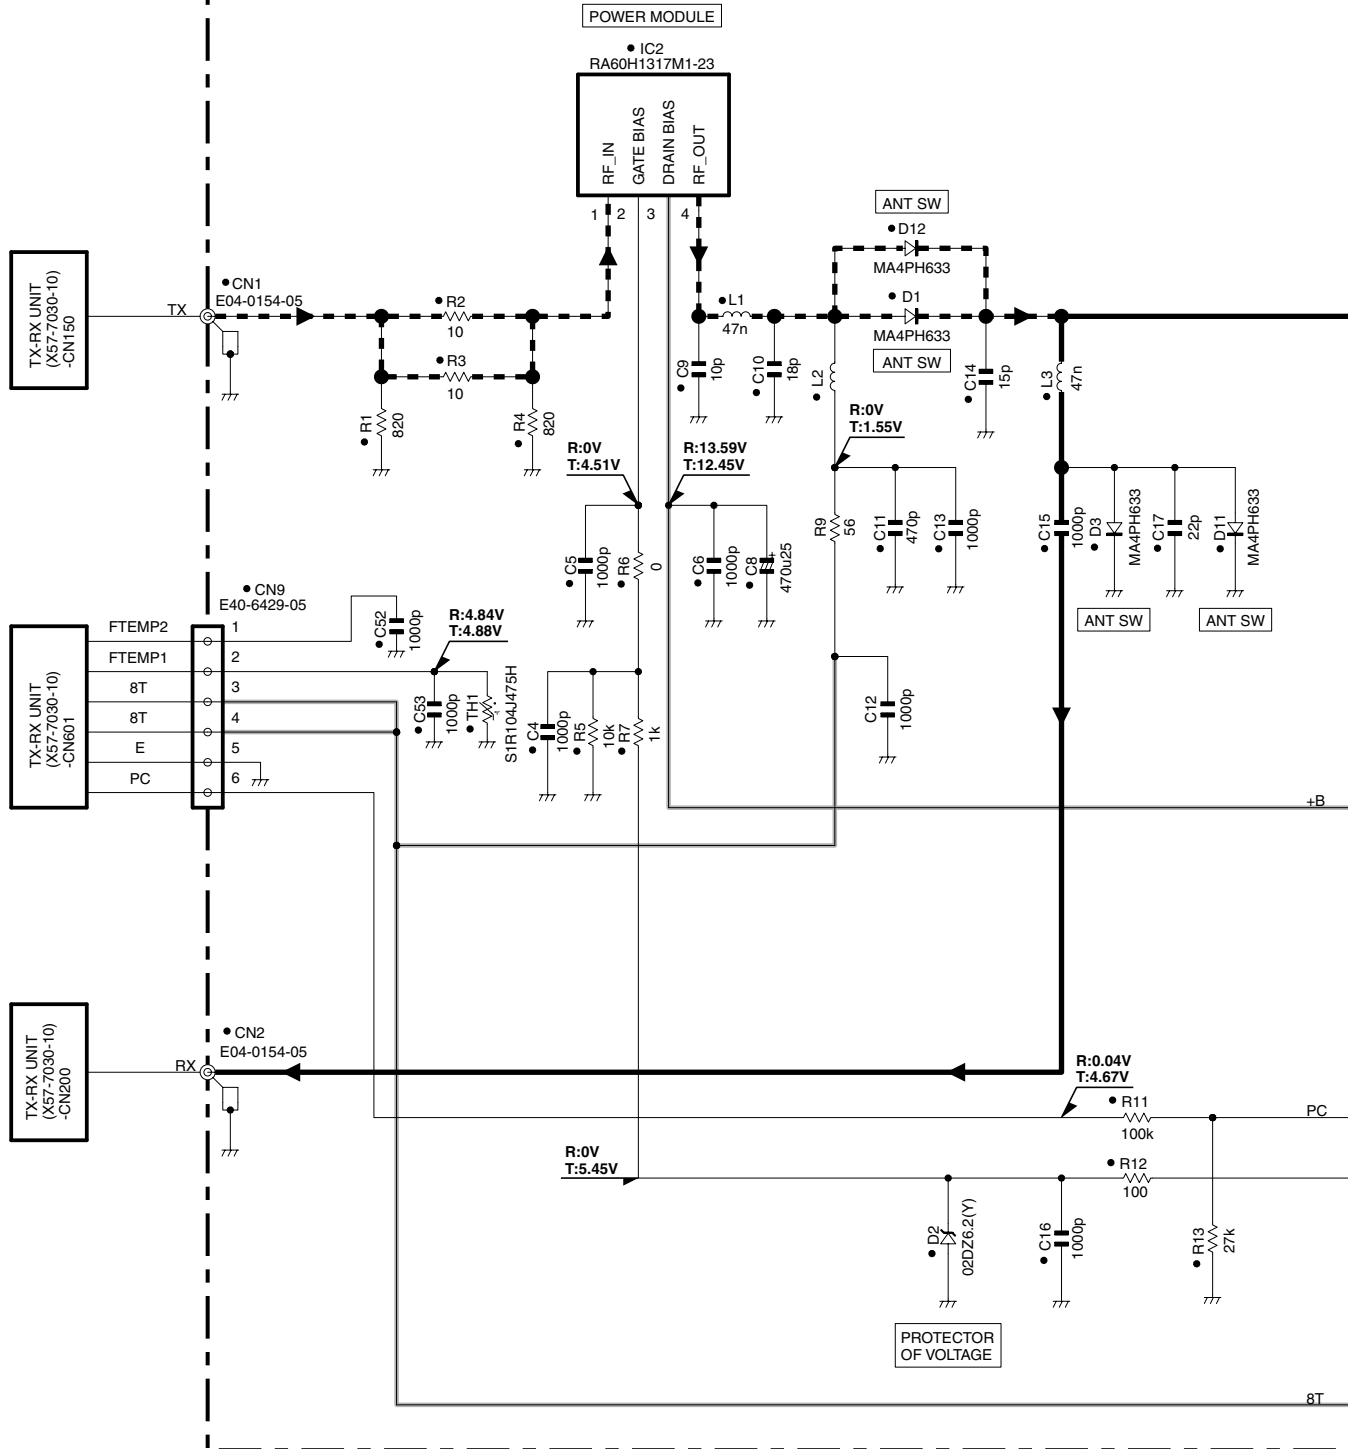 POWER MODULE
IC2
RA60H1317M1-23
RF_IN
GATE BIAS
DRAIN BIAS
RF_OUT
1
2
3
4
ANT SW
D12
MA4PH633
D1
MA4PH633
ANT SW
TX-RX UNIT
(X57-7030-10)
-CN150
TX
CN1
E04-0154-05
R2
10
R3
10
R1
820
R4
820
L1
47n
C9
10p
C10
18p
L2
C14
15p
L3
47n
R:0V
T:1.55V
R:0V
T:4.51V
R:13.59V
T:12.45V
C5
1000p
R6
0
C6
1000p
C8
+
470u25
R9
56
C11
470p
C13
1000p
C15
1000p
D3
MA4PH633
C17
22p
D11
MA4PH633
ANT SW
ANT SW
CN9
E40-6429-05
TX-RX UNIT
(X57-7030-10)
-CN601
FTEMP2
1
FTEMP1
2
8T
3
8T
4
E
5
PC
6
C52
1000p
R:4.84V
T:4.88V
C53
1000p
TH1
S1R104J475H
C4
1000p
R5
10k
R7
1k
C12
1000p
+B
TX-RX UNIT
(X57-7030-10)
-CN200
RX
CN2
E04-0154-05
R:0.04V
T:4.67V
R11
100k
PC
R:0V
T:5.45V
R12
100
D2
02DZ6.2(Y)
C16
1000p
R13
27k
PROTECTOR
OF VOLTAGE
8T